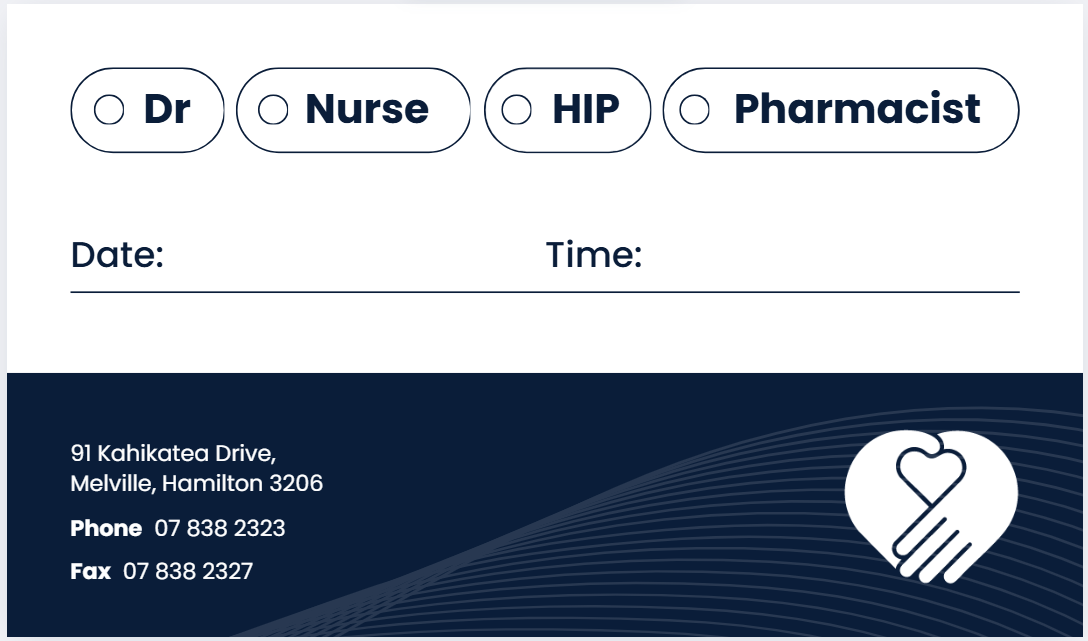 Dr Nurse HIP Pharmacist
Date: Time:
91 Kahikatea Drive,
Melville, Hamilton 3206
Phone 07 838 2323
Fax 07 838 2327